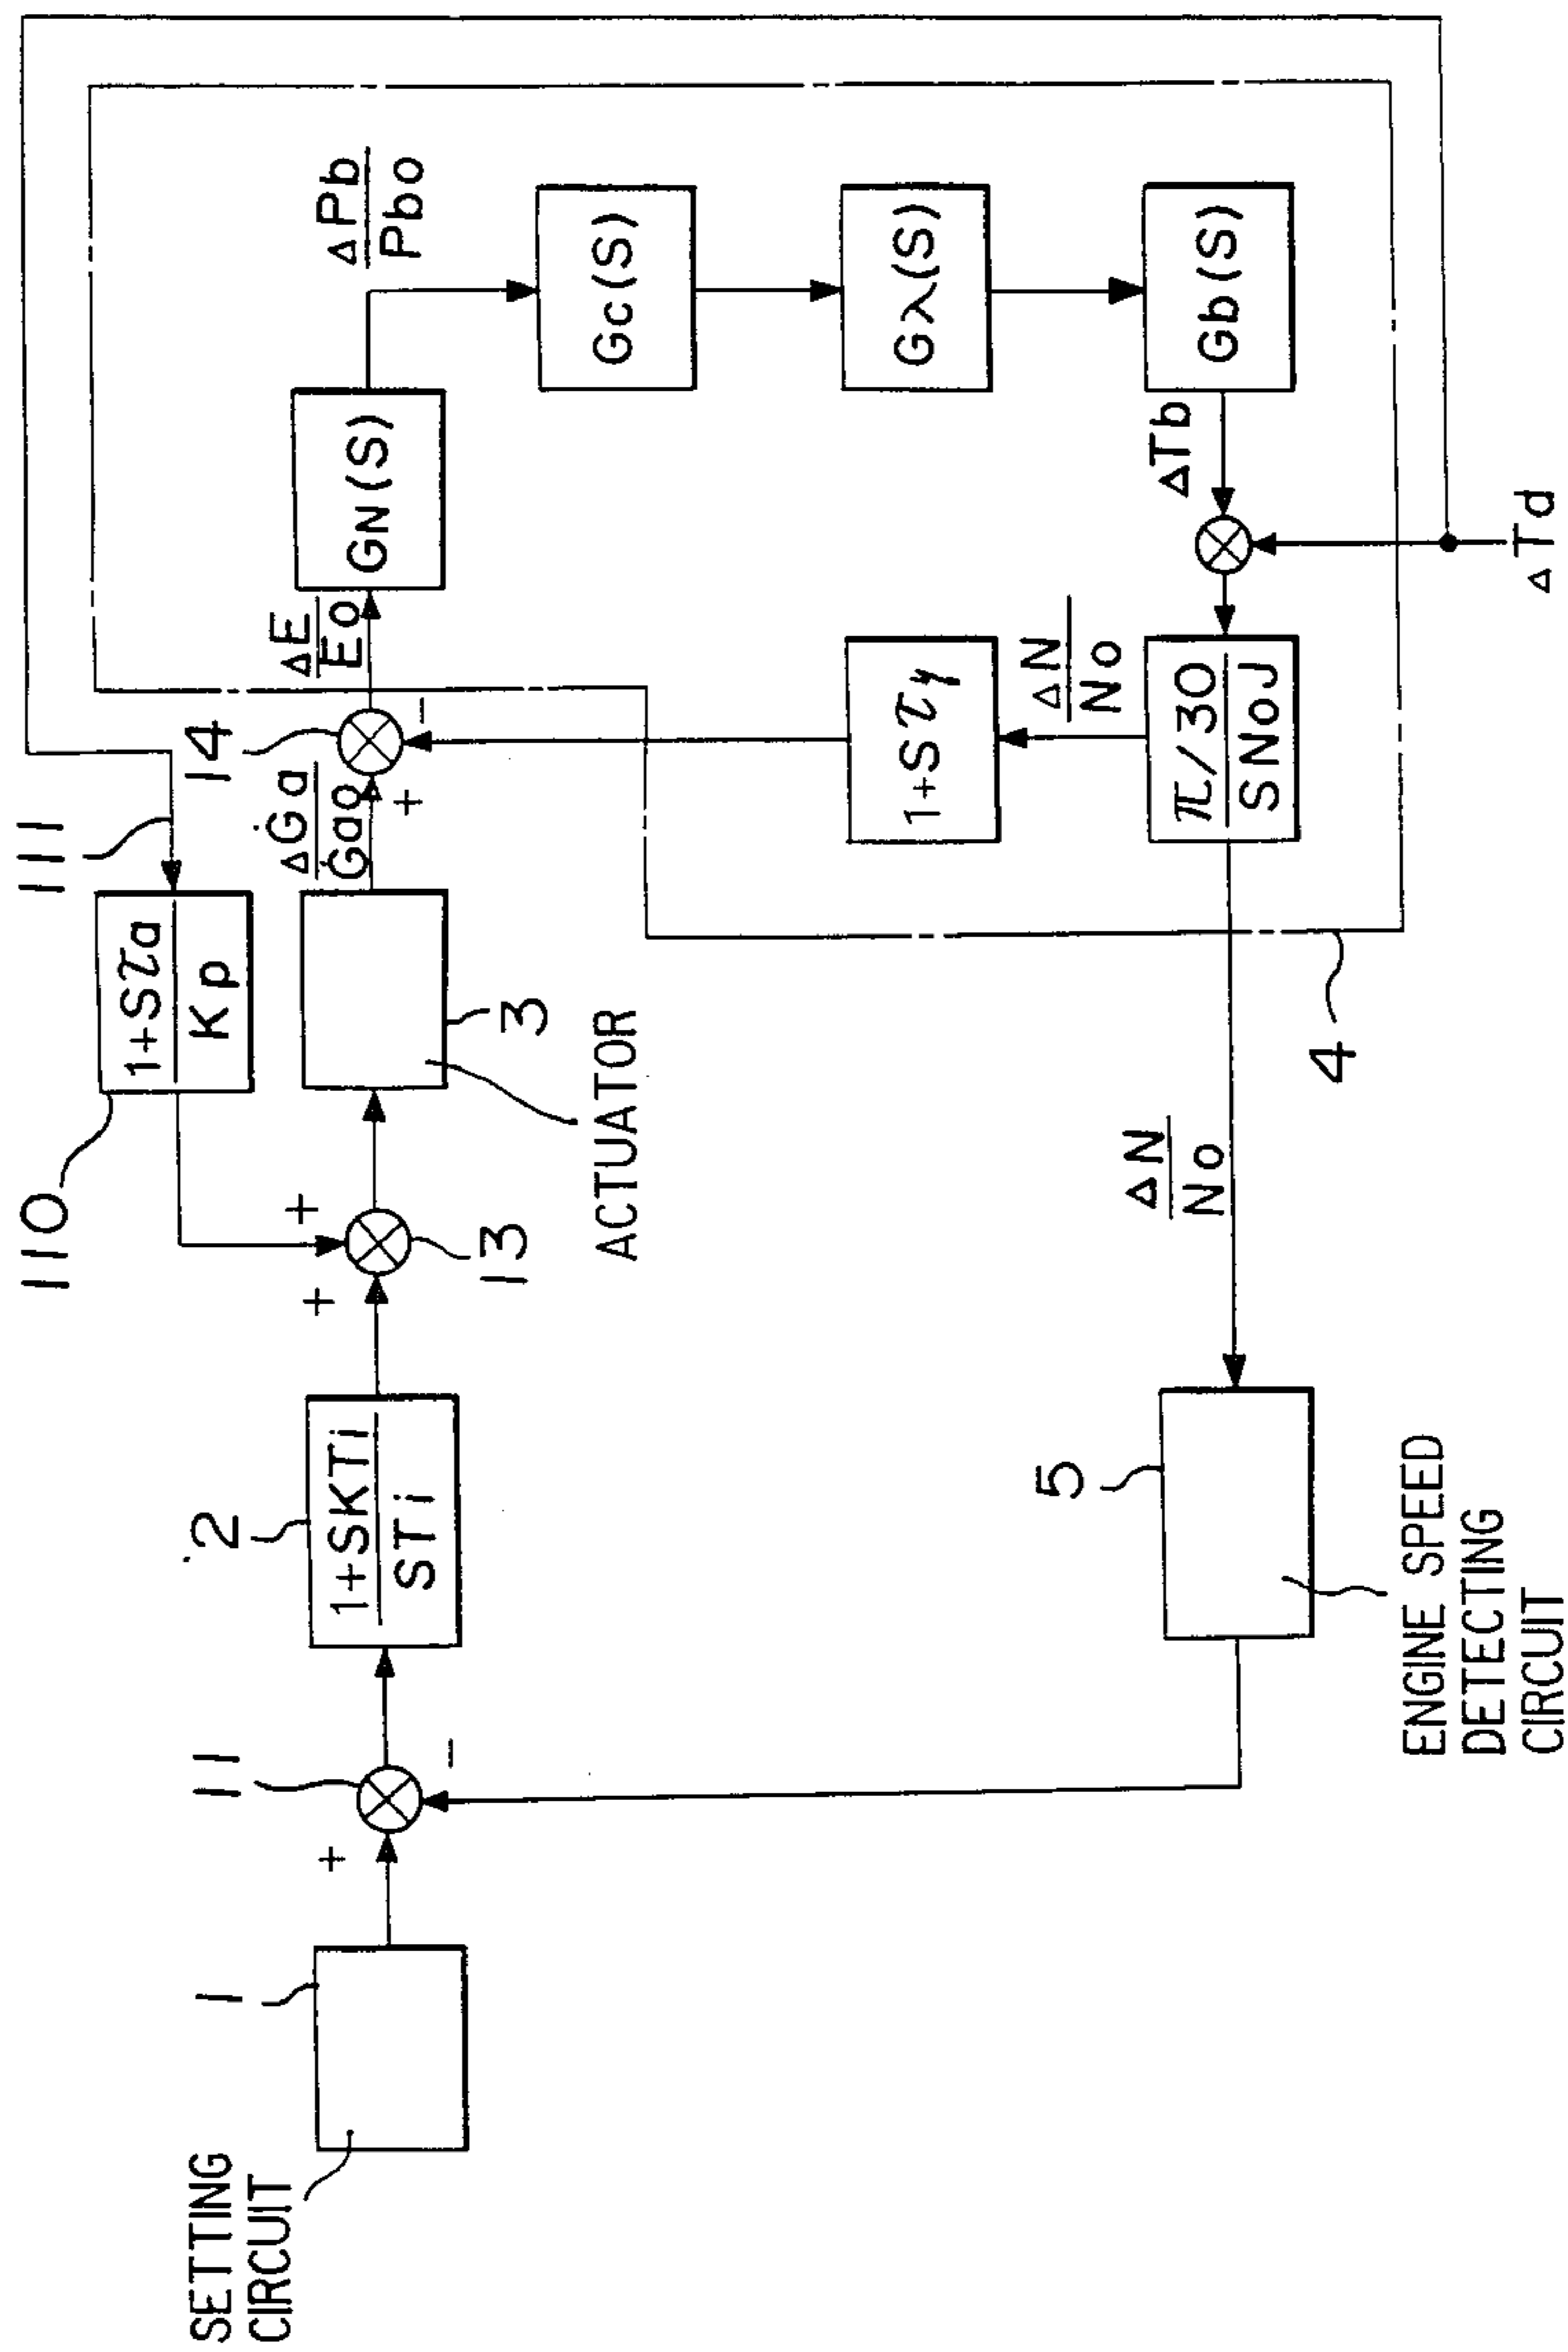 SETTING
CIRCUIT
1
11
+
-
2
1+SKTi
STi
+
+
13
110
1+Sτa
Kp
111
3
ACTUATOR
ΔĠa
Ġao
+
-
14
ΔE
Eo
GN(S)
ΔPb
Pbo
Gc(S)
Gλ(S)
Gb(S)
ΔTb
ΔTd
π/30
SNoJ
ΔN
No
1+Sτγ
4
ΔN
No
5
ENGINE SPEED
DETECTING
CIRCUIT